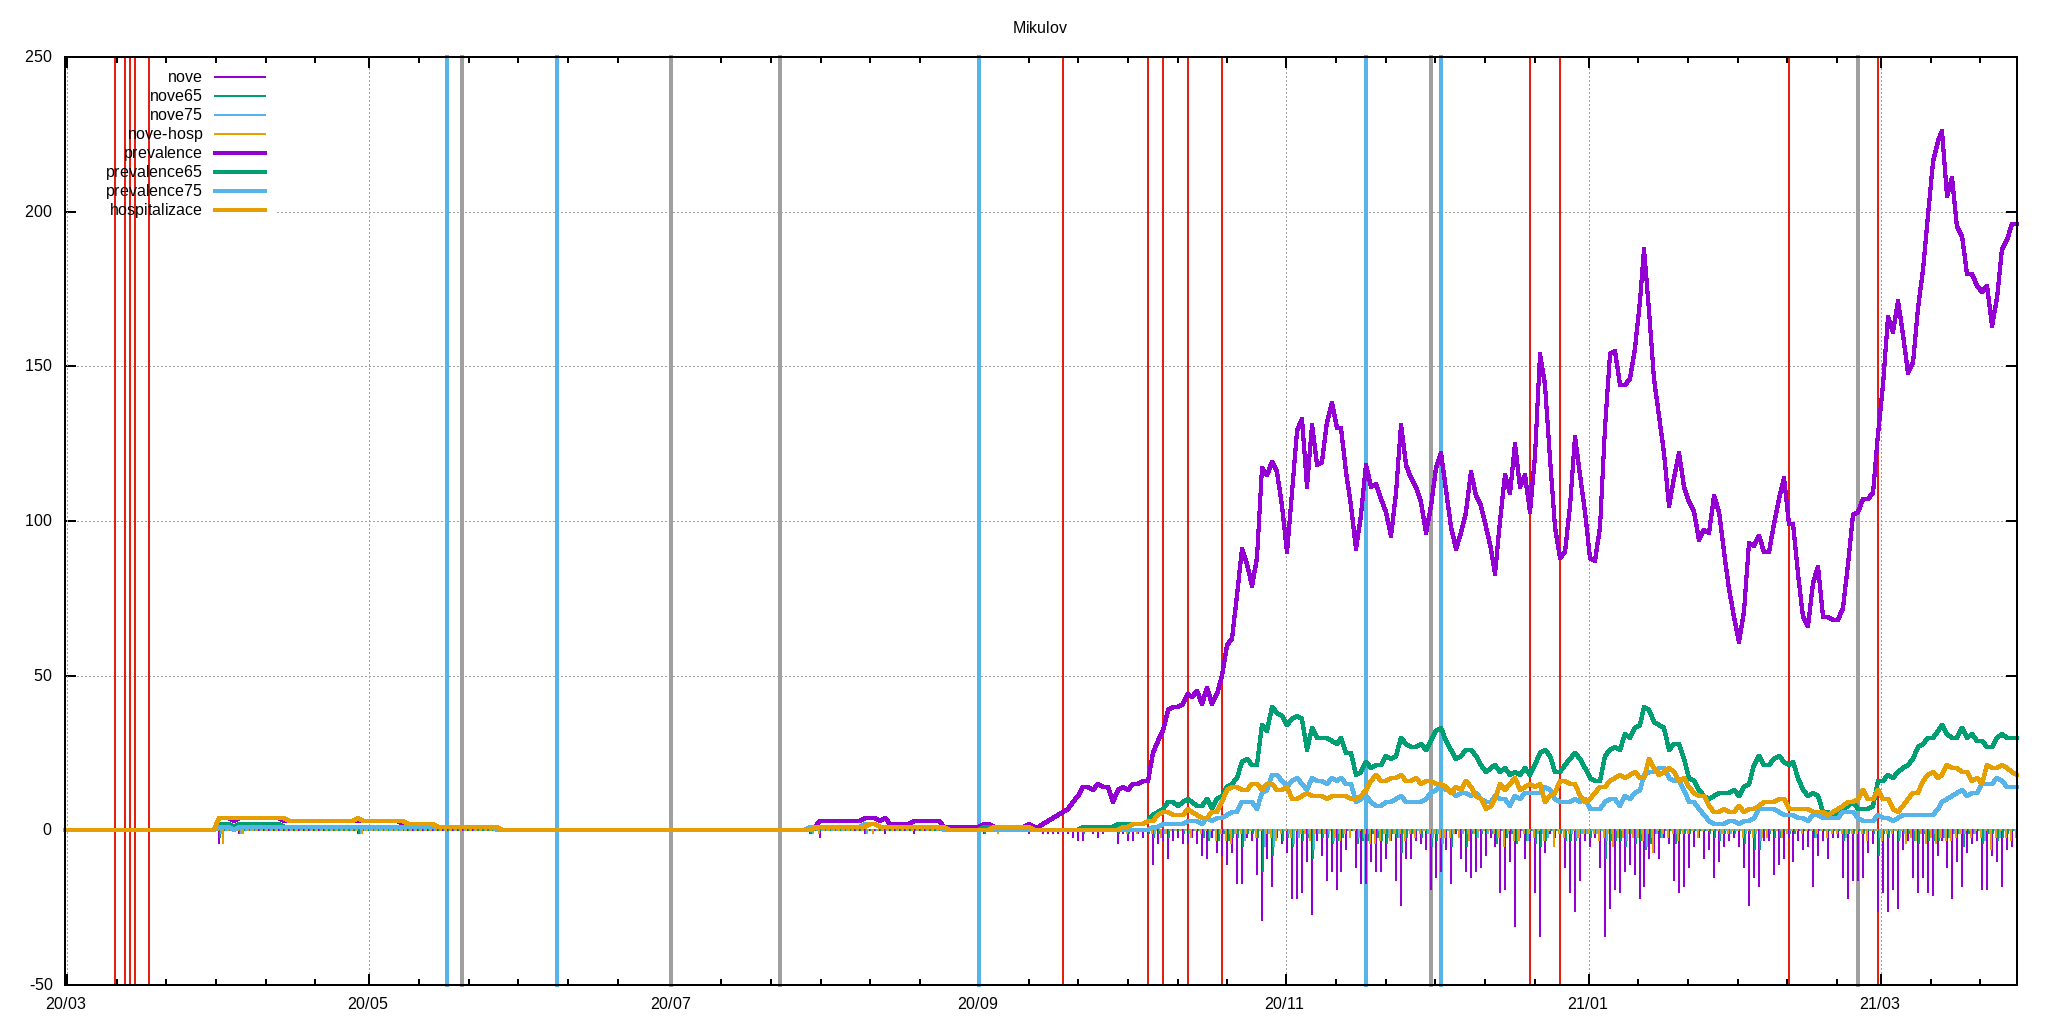 Mikulov
250
nove
nove65
nove75
nove-hosp
prevalence
prevalence65
prevalence75
hospitalizace
200
150
100
50
0
-50
20/03 20/05 20/07 20/09 20/11 21/01 21/03